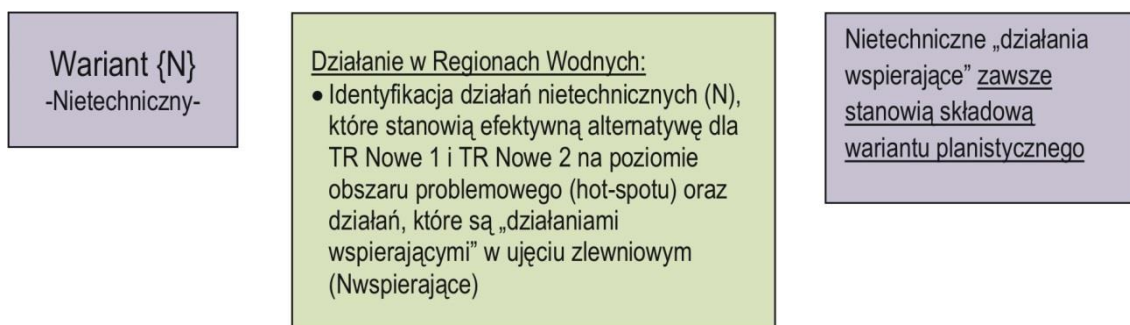 Wariant {N}
-Nietechniczny-
Działanie w Regionach Wodnych:
• Identyfikacja działań nietechnicznych (N),
które stanowią efektywną alternatywę dla
TR Nowe 1 i TR Nowe 2 na poziomie
obszaru problemowego (hot-spotu) oraz
działań, które są „działaniami
wspierającymi” w ujęciu zlewniowym
(Nwspierające)
Nietechniczne „działania
wspierające” zawsze
stanowią składową
wariantu planistycznego